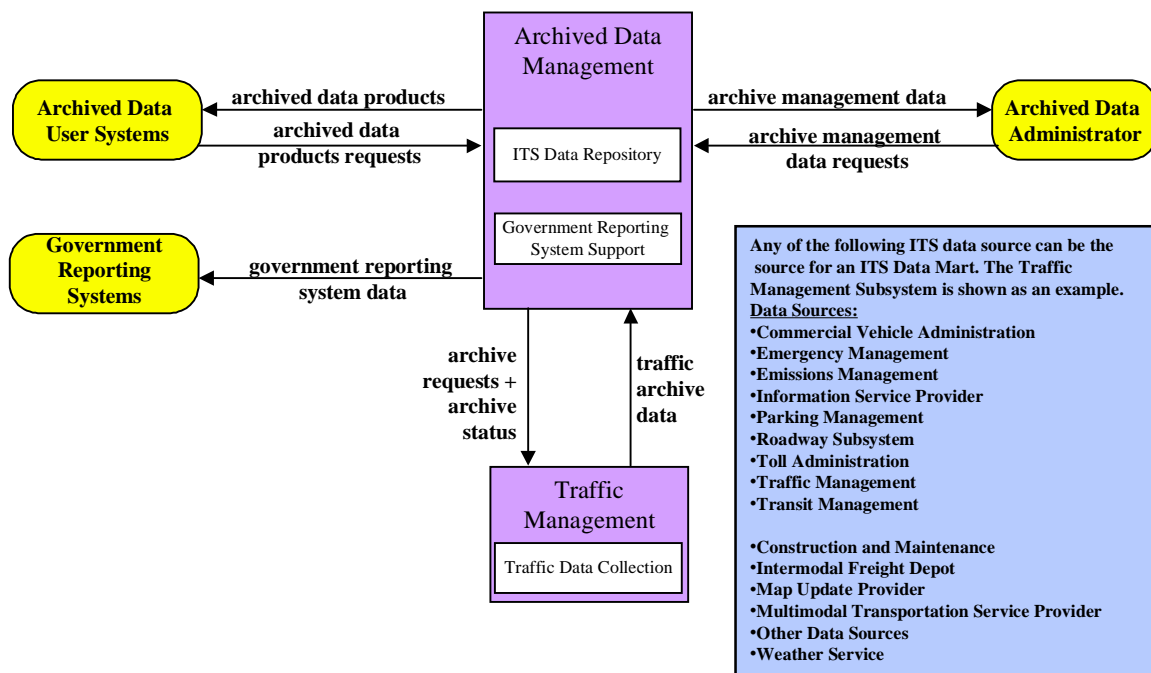 Archived Data
Management
ITS Data Repository
Government Reporting
System Support
Archived Data
User Systems
archived data products
archived data
products requests
archive management data
archive management
data requests
Archived Data
Administrator
Government
Reporting
Systems
government reporting
system data
archive
requests +
archive
status
traffic
archive
data
Traffic
Management
Traffic Data Collection
Any of the following ITS data source can be the
source for an ITS Data Mart. The Traffic
Management Subsystem is shown as an example.
Data Sources:
•Commercial Vehicle Administration
•Emergency Management
•Emissions Management
•Information Service Provider
•Parking Management
•Roadway Subsystem
•Toll Administration
•Traffic Management
•Transit Management
•Construction and Maintenance
•Intermodal Freight Depot
•Map Update Provider
•Multimodal Transportation Service Provider
•Other Data Sources
•Weather Service